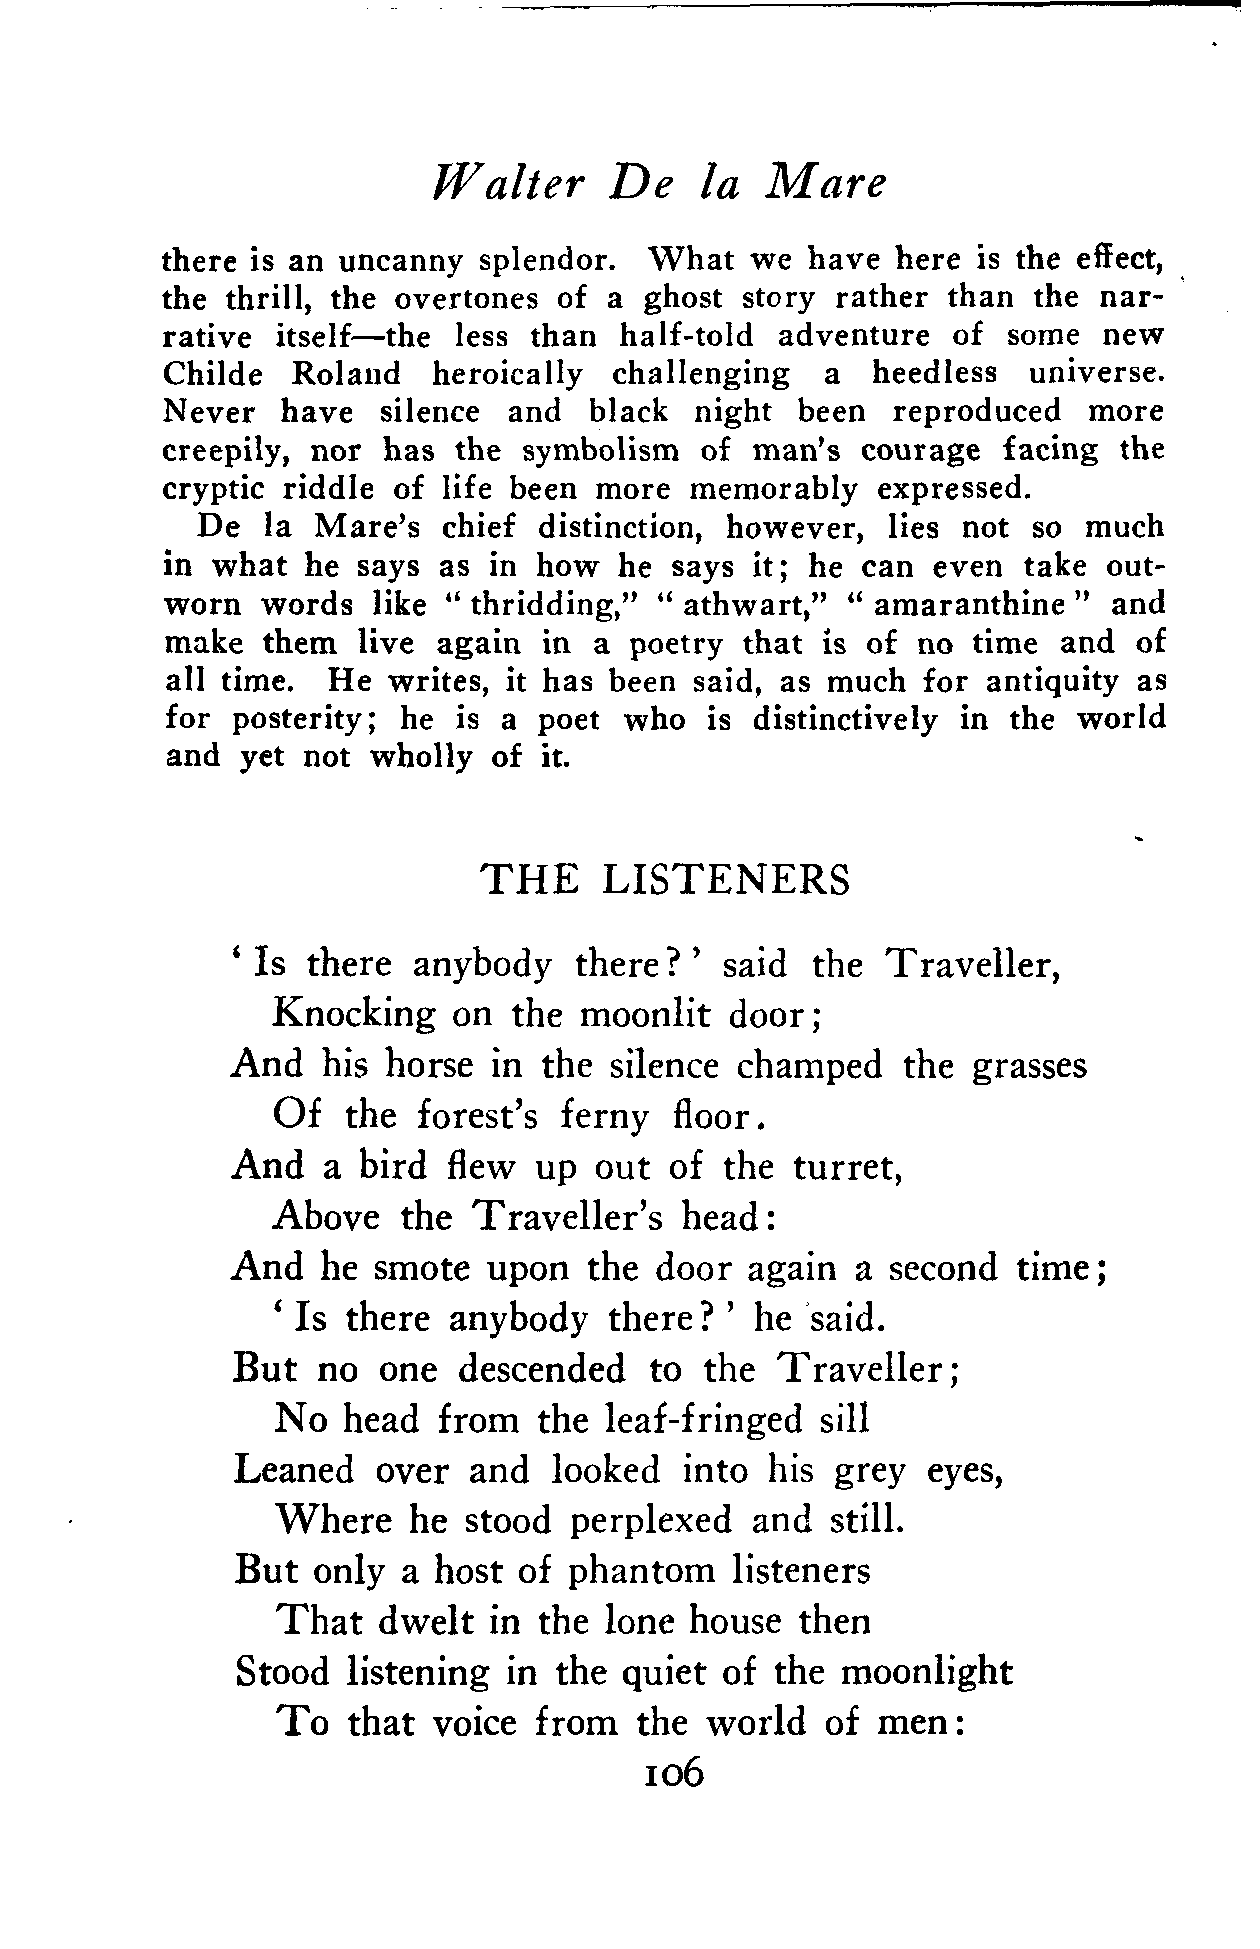 Walter De la Mare
there is an uncanny splendor. What we have here is the effect,
the thrill, the overtones of a ghost story rather than the nar-
rative itself—the less than half-told adventure of some new
Childe Roland heroically challenging a heedless universe.
Never have silence and black night been reproduced more
creepily, nor has the symbolism of man's courage facing the
cryptic riddle of life been more memorably expressed.
De la Mare's chief distinction, however, lies not so much
in what he says as in how he says it; he can even take out-
worn words like "thridding," "athwart," "amaranthine" and
make them live again in a poetry that is of no time and of
all time. He writes, it has been said, as much for antiquity as
for posterity; he is a poet who is distinctively in the world
and yet not wholly of it.
THE LISTENERS
'Is there anybody there?' said the Traveller,
Knocking on the moonlit door;
And his horse in the silence champed the grasses
Of the forest's ferny floor.
And a bird flew up out of the turret,
Above the Traveller's head:
And he smote upon the door again a second time;
'Is there anybody there?' he said.
But no one descended to the Traveller;
No head from the leaf-fringed sill
Leaned over and looked into his grey eyes,
Where he stood perplexed and still.
But only a host of phantom listeners
That dwelt in the lone house then
Stood listening in the quiet of the moonlight
To that voice from the world of men:
106